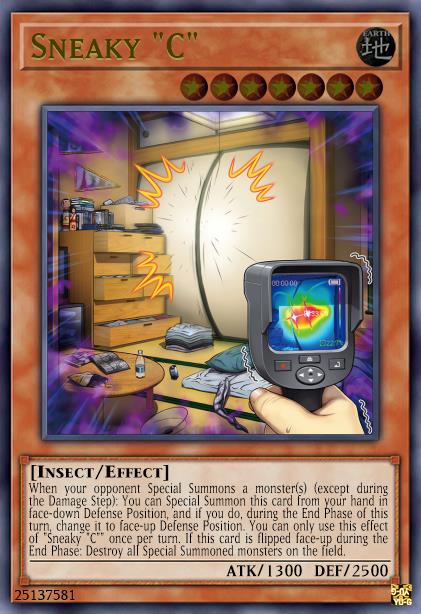 Sneaky "C"
EARTH
地
00:00:00
[Insect/Effect]
When your opponent Special Summons a monster(s) (except during
the Damage Step): You can Special Summon this card from your hand in
face-down Defense Position, and if you do, during the End Phase of this
turn, change it to face-up Defense Position. You can only use this effect
of "Sneaky "C"" once per turn. If this card is flipped face-up during the
End Phase: Destroy all Special Summoned monsters on the field.
ATK/1300 DEF/2500
25137581